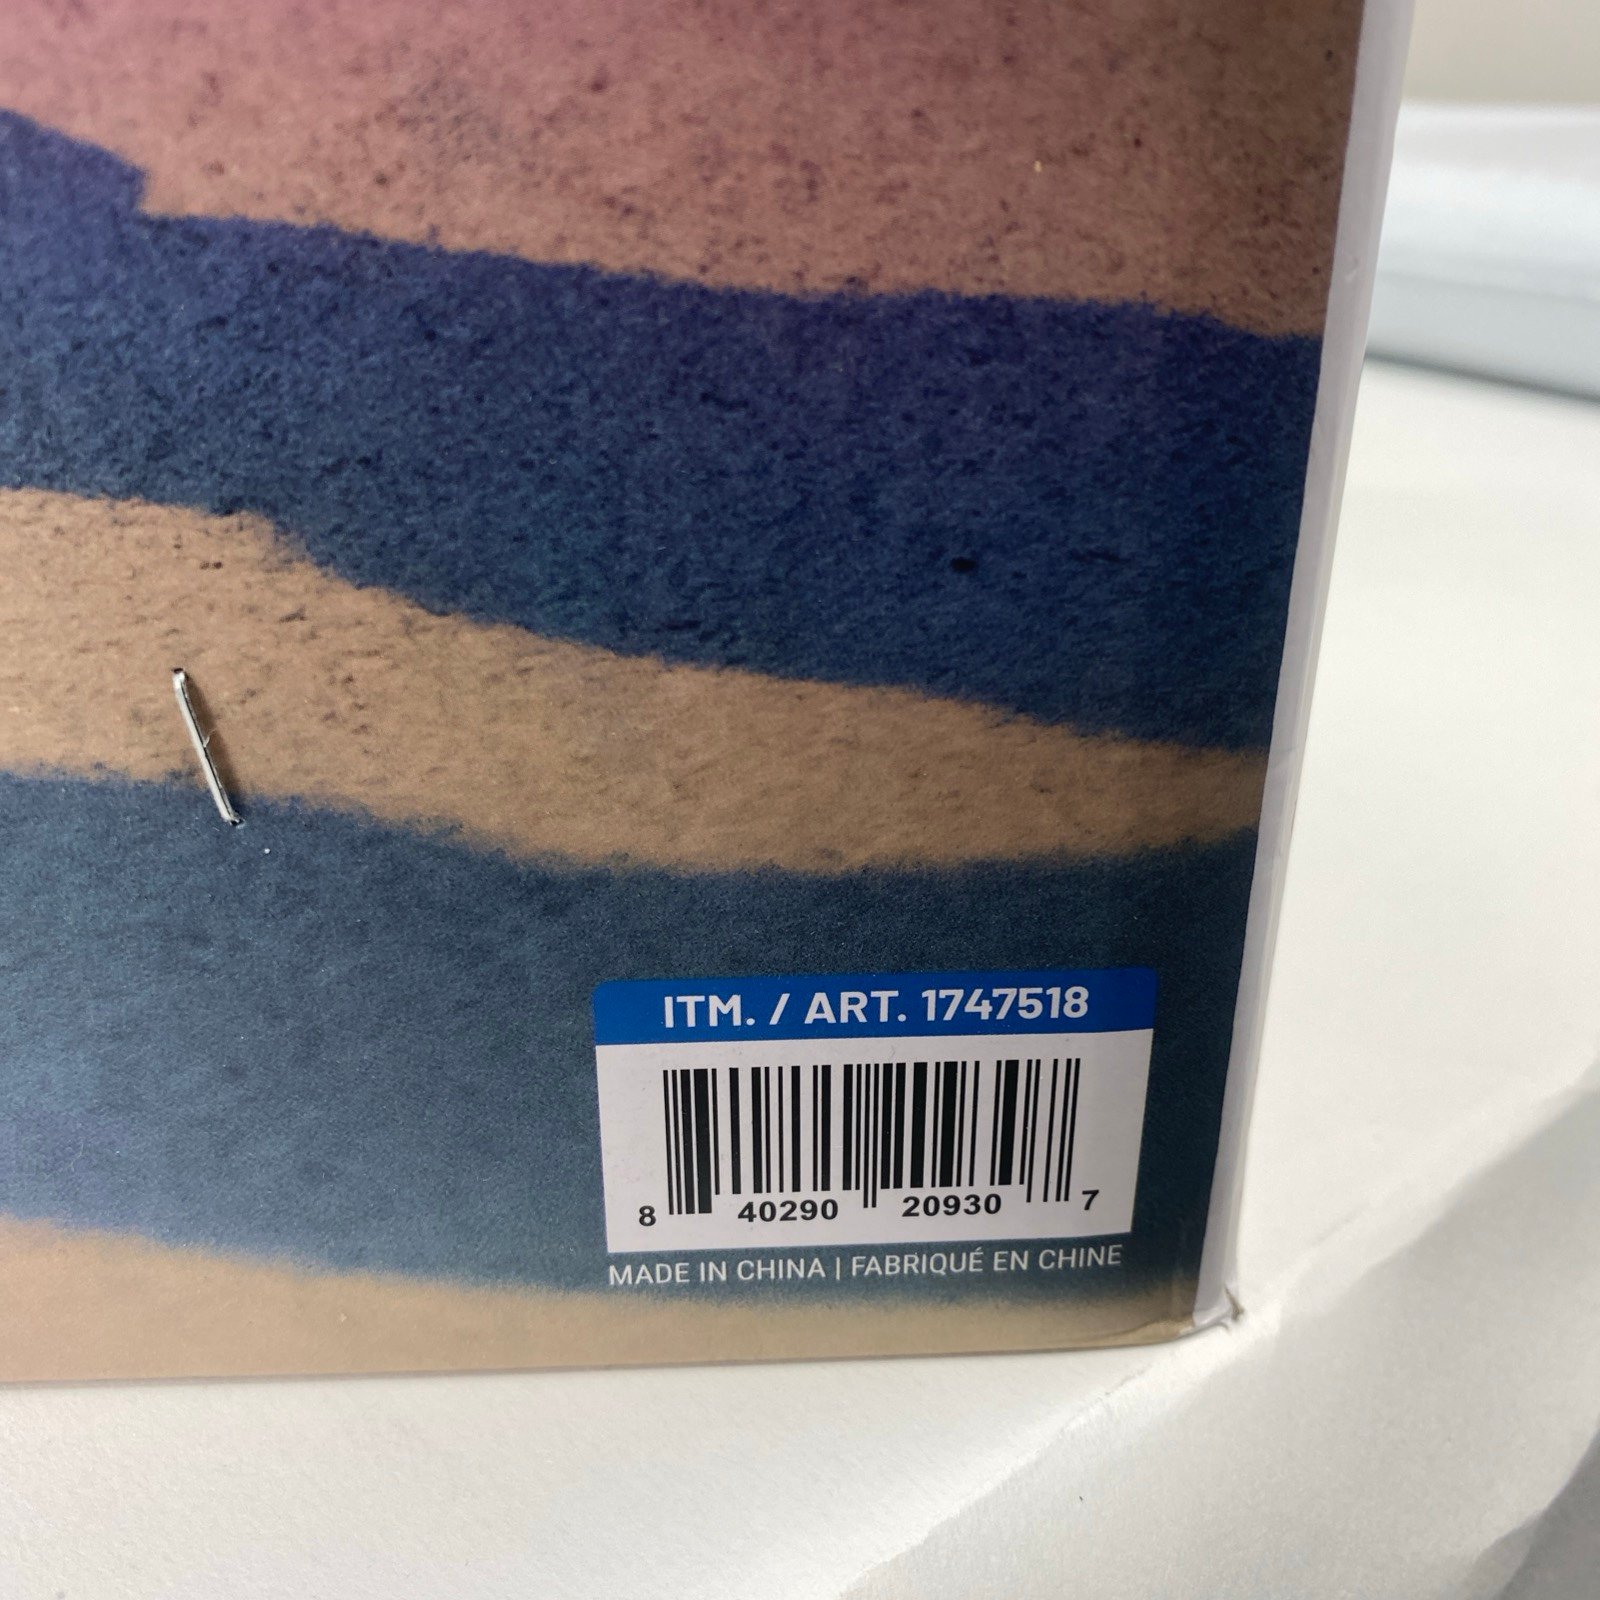 ITM. / ART. 1747518
8 40290 20930 7
MADE IN CHINA | FABRIQUÉ EN CHINE